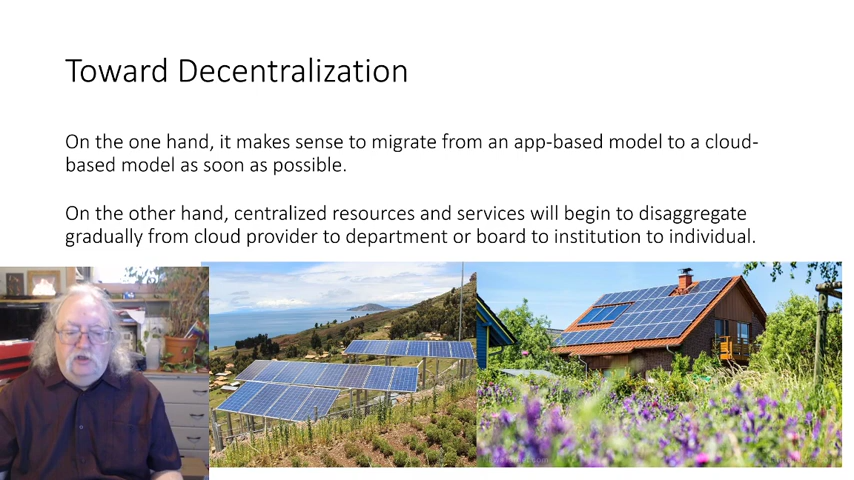 Toward Decentralization
On the one hand, it makes sense to migrate from an app-based model to a cloud-
based model as soon as possible.
On the other hand, centralized resources and services will begin to disaggregate
gradually from cloud provider to department or board to institution to individual.